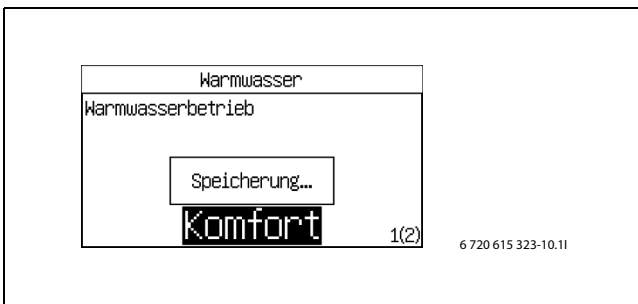 Warmwasser
Warmwasserbetrieb
Speicherung...
Komfort
1(2)
6 720 615 323-10.1I